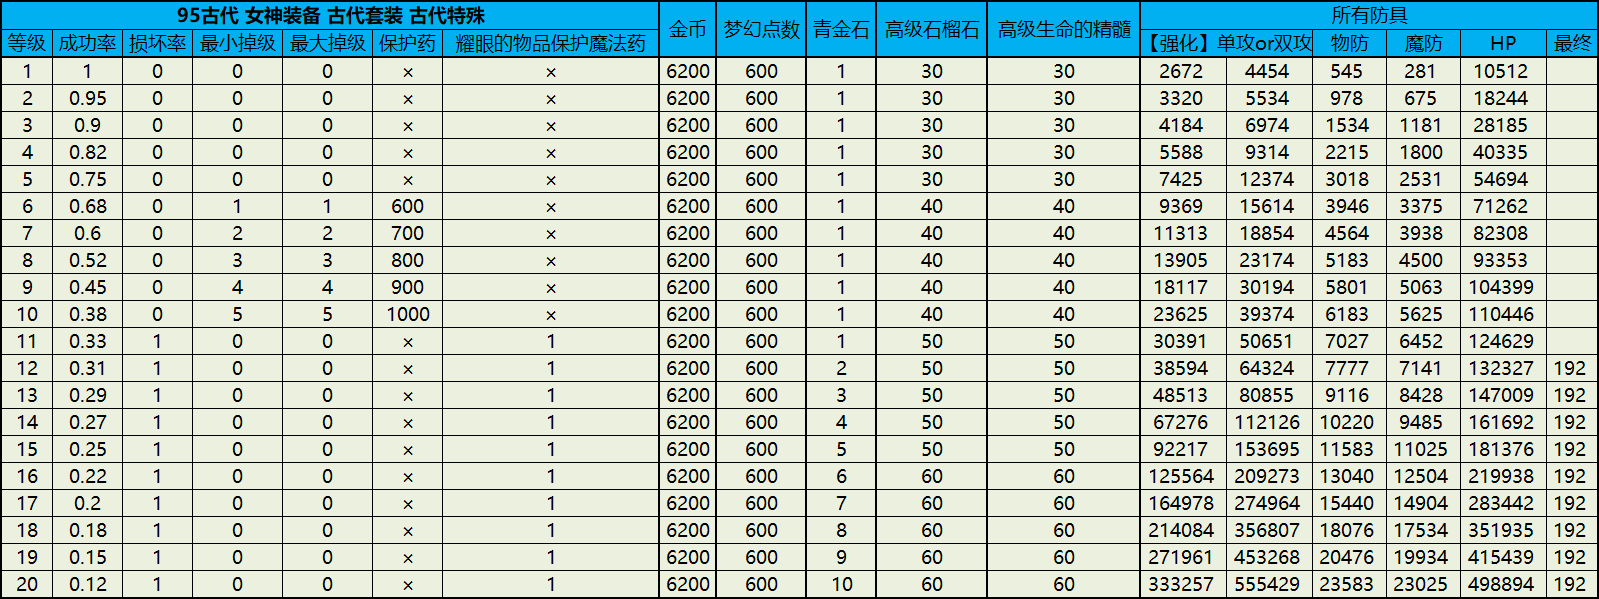 95古代 女神装备 古代套装 古代特殊 金币 梦幻点数 青金石 高级石榴石 高级生命的精髓 所有防具
等级 成功率 损坏率 最小掉级 最大掉级 保护药 耀眼的物品保护魔法药 【强化】单攻or双攻 物防 魔防 HP 最终
1 1 0 0 0 × × 6200 600 1 30 30 2672 4454 545 281 10512
2 0.95 0 0 0 × × 6200 600 1 30 30 3320 5534 978 675 18244
3 0.9 0 0 0 × × 6200 600 1 30 30 4184 6974 1534 1181 28185
4 0.82 0 0 0 × × 6200 600 1 30 30 5588 9314 2215 1800 40335
5 0.75 0 0 0 × × 6200 600 1 30 30 7425 12374 3018 2531 54694
6 0.68 0 1 1 600 × 6200 600 1 40 40 9369 15614 3946 3375 71262
7 0.6 0 2 2 700 × 6200 600 1 40 40 11313 18854 4564 3938 82308
8 0.52 0 3 3 800 × 6200 600 1 40 40 13905 23174 5183 4500 93353
9 0.45 0 4 4 900 × 6200 600 1 40 40 18117 30194 5801 5063 104399
10 0.38 0 5 5 1000 × 6200 600 1 40 40 23625 39374 6183 5625 110446
11 0.33 1 0 0 × 1 6200 600 1 50 50 30391 50651 7027 6452 124629
12 0.31 1 0 0 × 1 6200 600 2 50 50 38594 64324 7777 7141 132327 192
13 0.29 1 0 0 × 1 6200 600 3 50 50 48513 80855 9116 8428 147009 192
14 0.27 1 0 0 × 1 6200 600 4 50 50 67276 112126 10220 9485 161692 192
15 0.25 1 0 0 × 1 6200 600 5 50 50 92217 153695 11583 11025 181376 192
16 0.22 1 0 0 × 1 6200 600 6 60 60 125564 209273 13040 12504 219938 192
17 0.2 1 0 0 × 1 6200 600 7 60 60 164978 274964 15440 14904 283442 192
18 0.18 1 0 0 × 1 6200 600 8 60 60 214084 356807 18076 17534 351935 192
19 0.15 1 0 0 × 1 6200 600 9 60 60 271961 453268 20476 19934 415439 192
20 0.12 1 0 0 × 1 6200 600 10 60 60 333257 555429 23583 23025 498894 192